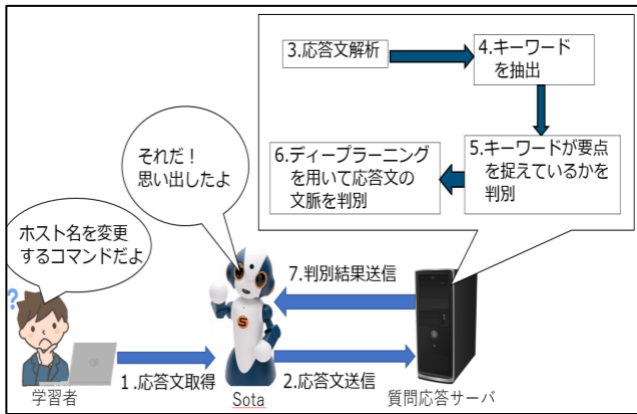 3.応答文解析
4.キーワード
を抽出
5.キーワードが要点
を捉えているかを
判別
6.ディープラーニング
を用いて応答文の
文脈を判別
それだ！
思い出したよ
ホスト名を変更
するコマンドだよ
?
S
7.判別結果送信
1.応答文取得
2.応答文送信
学習者
Sota
質問応答サーバ